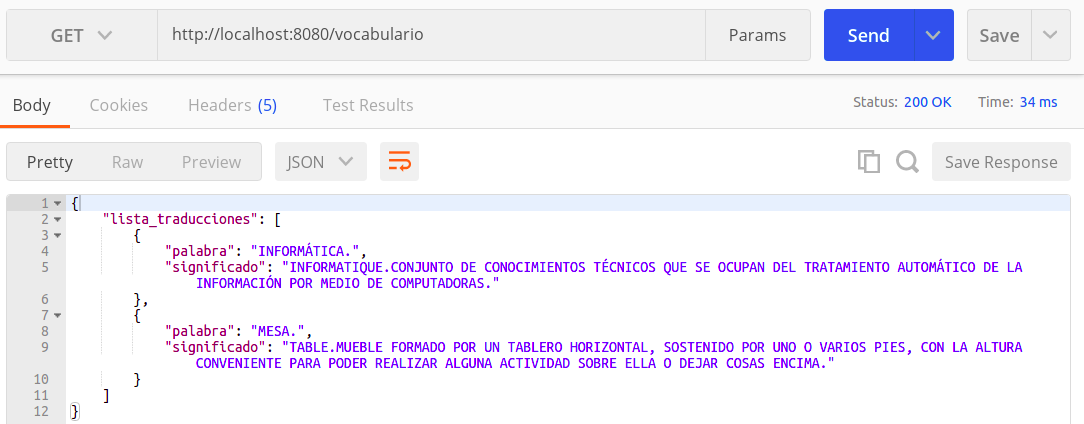 GET http://localhost:8080/vocabulario Params Send Save
Body Cookies Headers (5) Test Results Status: 200 OK Time: 34 ms
Pretty Raw Preview JSON Save Response
1 {
2 "lista_traducciones": [
3 {
4 "palabra": "INFORMÁTICA.",
5 "significado": "INFORMATIQUE.CONJUNTO DE CONOCIMIENTOS TÉCNICOS QUE SE OCUPAN DEL TRATAMIENTO AUTOMÁTICO DE LA
INFORMACIÓN POR MEDIO DE COMPUTADORAS."
6 },
7 {
8 "palabra": "MESA.",
9 "significado": "TABLE.MUEBLE FORMADO POR UN TABLERO HORIZONTAL, SOSTENIDO POR UNO O VARIOS PIES, CON LA ALTURA
CONVENIENTE PARA PODER REALIZAR ALGUNA ACTIVIDAD SOBRE ELLA O DEJAR COSAS ENCIMA."
10 }
11 ]
12 }